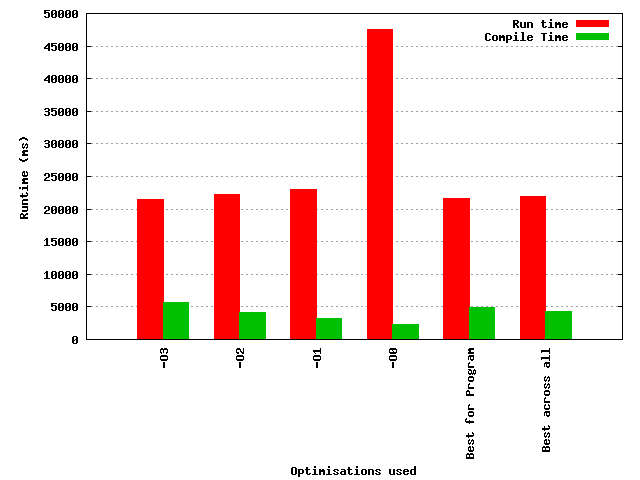 Run time
Compile Time
50000
45000
40000
35000
30000
25000
20000
15000
10000
5000
0
Runtime (ms)
-O3
-O2
-O1
-O0
Best for Program
Best across all
Optimisations used